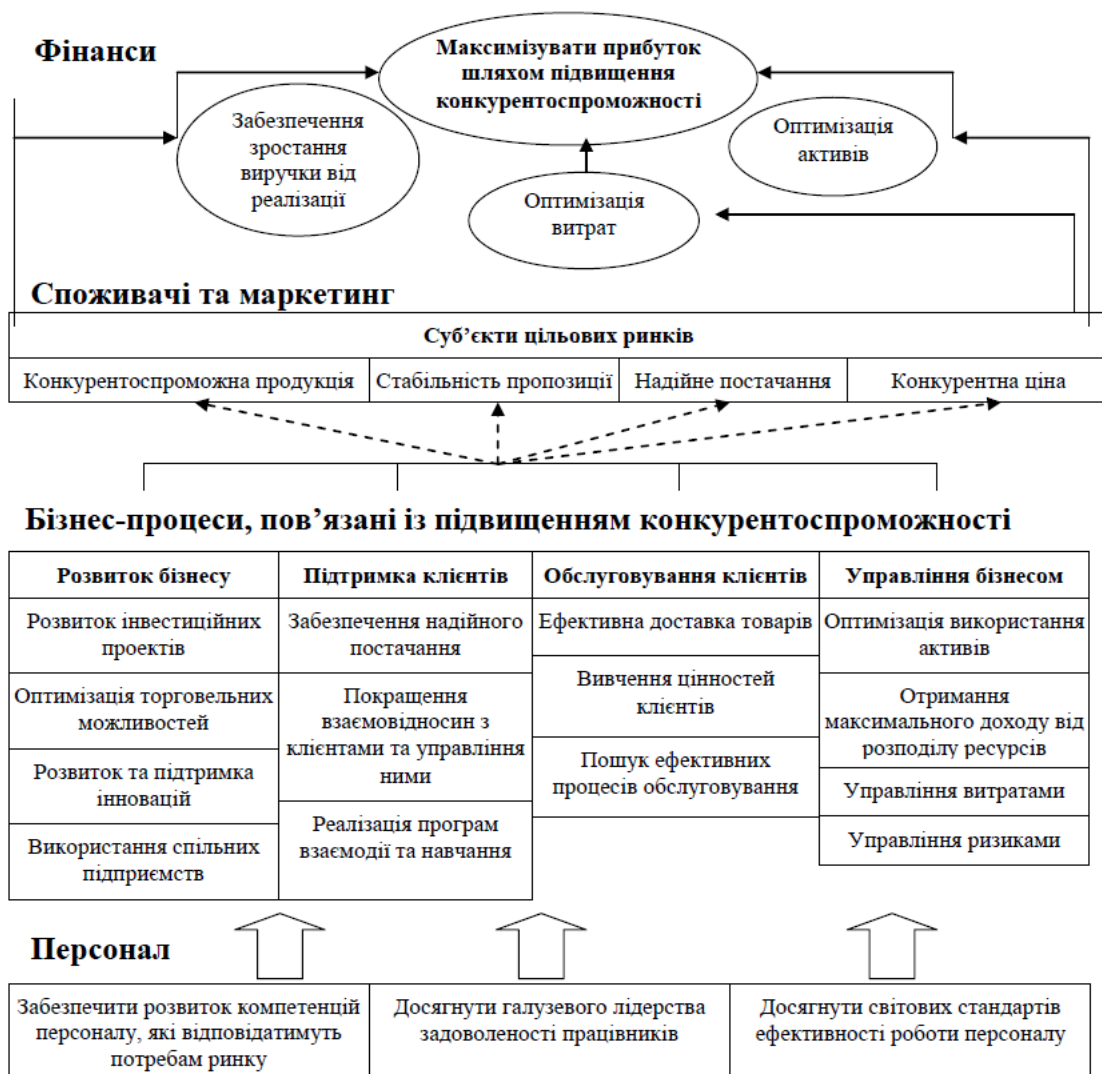 Фінанси
Максимізувати прибуток
шляхом підвищення
конкурентоспроможності
Забезпечення
зростання
виручки від
реалізації
Оптимізація
активів
Оптимізація
витрат
Споживачі та маркетинг
Суб’єкти цільових ринків
Конкурентоспроможна продукція
Стабільність пропозиції
Надійне постачання
Конкурентна ціна
Бізнес-процеси, пов’язані із підвищенням конкурентоспроможності
Розвиток бізнесу
Розвиток інвестиційних
проектів
Оптимізація торговельних
можливостей
Розвиток та підтримка
інновацій
Використання спільних
підприємств
Підтримка клієнтів
Забезпечення надійного
постачання
Покращення
взаємовідносин з
клієнтами та управління
ними
Реалізація програм
взаємодії та навчання
Обслуговування клієнтів
Ефективна доставка товарів
Вивчення цінностей
клієнтів
Пошук ефективних
процесів обслуговування
Управління бізнесом
Оптимізація використання
активів
Отримання
максимального доходу від
розподілу ресурсів
Управління витратами
Управління ризиками
Персонал
Забезпечити розвиток компетенцій
персоналу, які відповідатимуть
потребам ринку
Досягнути галузевого лідерства
задоволеності працівників
Досягнути світових стандартів
ефективності роботи персоналу